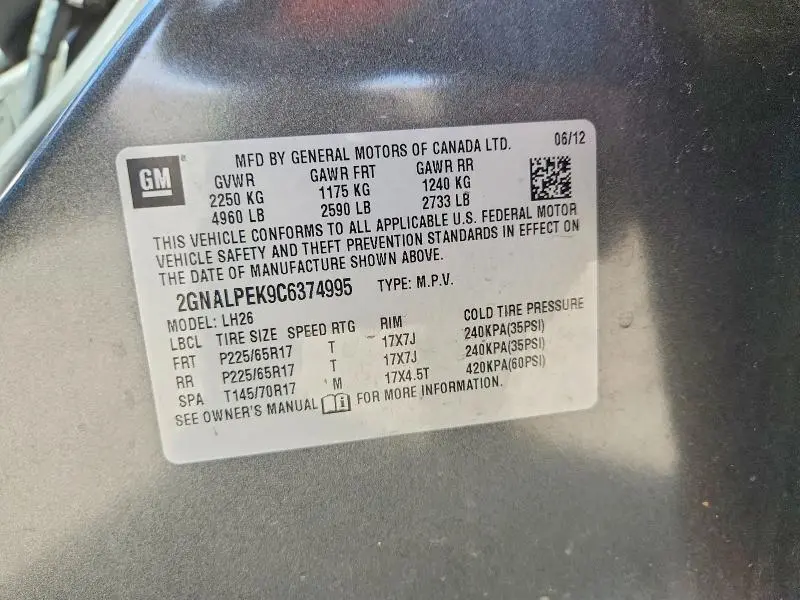 GM
MFD BY GENERAL MOTORS OF CANADA LTD. 06/12
GVWR GAWR FRT GAWR RR
2250 KG 1175 KG 1240 KG
4960 LB 2590 LB 2733 LB
THIS VEHICLE CONFORMS TO ALL APPLICABLE U.S. FEDERAL MOTOR
VEHICLE SAFETY AND THEFT PREVENTION STANDARDS IN EFFECT ON
THE DATE OF MANUFACTURE SHOWN ABOVE.
2GNALPEK9C6374995 TYPE: M.P.V.
MODEL: LH26
LBCL TIRE SIZE SPEED RTG RIM COLD TIRE PRESSURE
FRT P225/65R17 T 17X7J 240KPA(35PSI)
RR P225/65R17 T 17X7J 240KPA(35PSI)
SPA T145/70R17 M 17X4.5T 420KPA(60PSI)
SEE OWNER'S MANUAL FOR MORE INFORMATION.